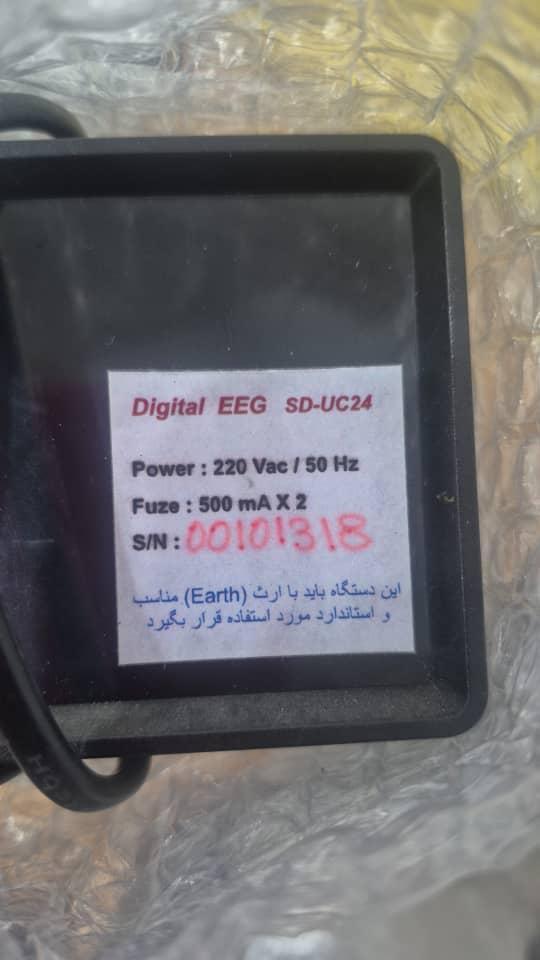 Digital EEG SD-UC24
Power : 220 Vac / 50 Hz
Fuze : 500 mA X 2
S/N : 00101318
این دستگاه باید با ارث (Earth) مناسب
و استاندارد مورد استفاده قرار بگیرد